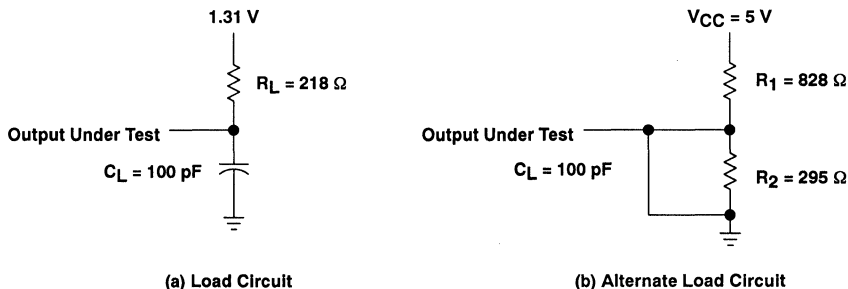 1.31 V
R_L = 218 Ω
Output Under Test
C_L = 100 pF
(a) Load Circuit
V_CC = 5 V
R_1 = 828 Ω
Output Under Test
C_L = 100 pF
R_2 = 295 Ω
(b) Alternate Load Circuit